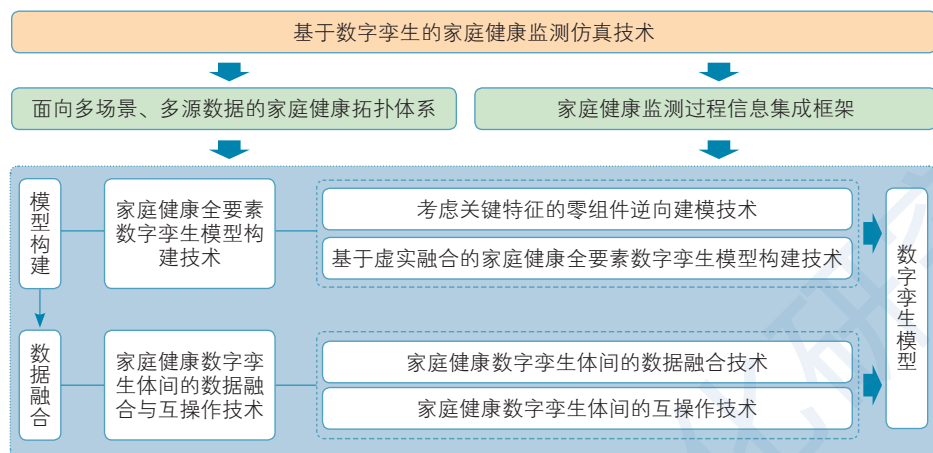 基于数字孪生的家庭健康监测仿真技术
面向多场景、多源数据的家庭健康拓扑体系
家庭健康监测过程信息集成框架
模型构建
家庭健康全要素
数字孪生模型构
建技术
考虑关键特征的零组件逆向建模技术
基于虚实融合的家庭健康全要素数字孪生模型构建技术
数据融合
家庭健康数字孪
生体间的数据融
合与互操作技术
家庭健康数字孪生体间的数据融合技术
家庭健康数字孪生体间的互操作技术
数字孪生模型
化研究